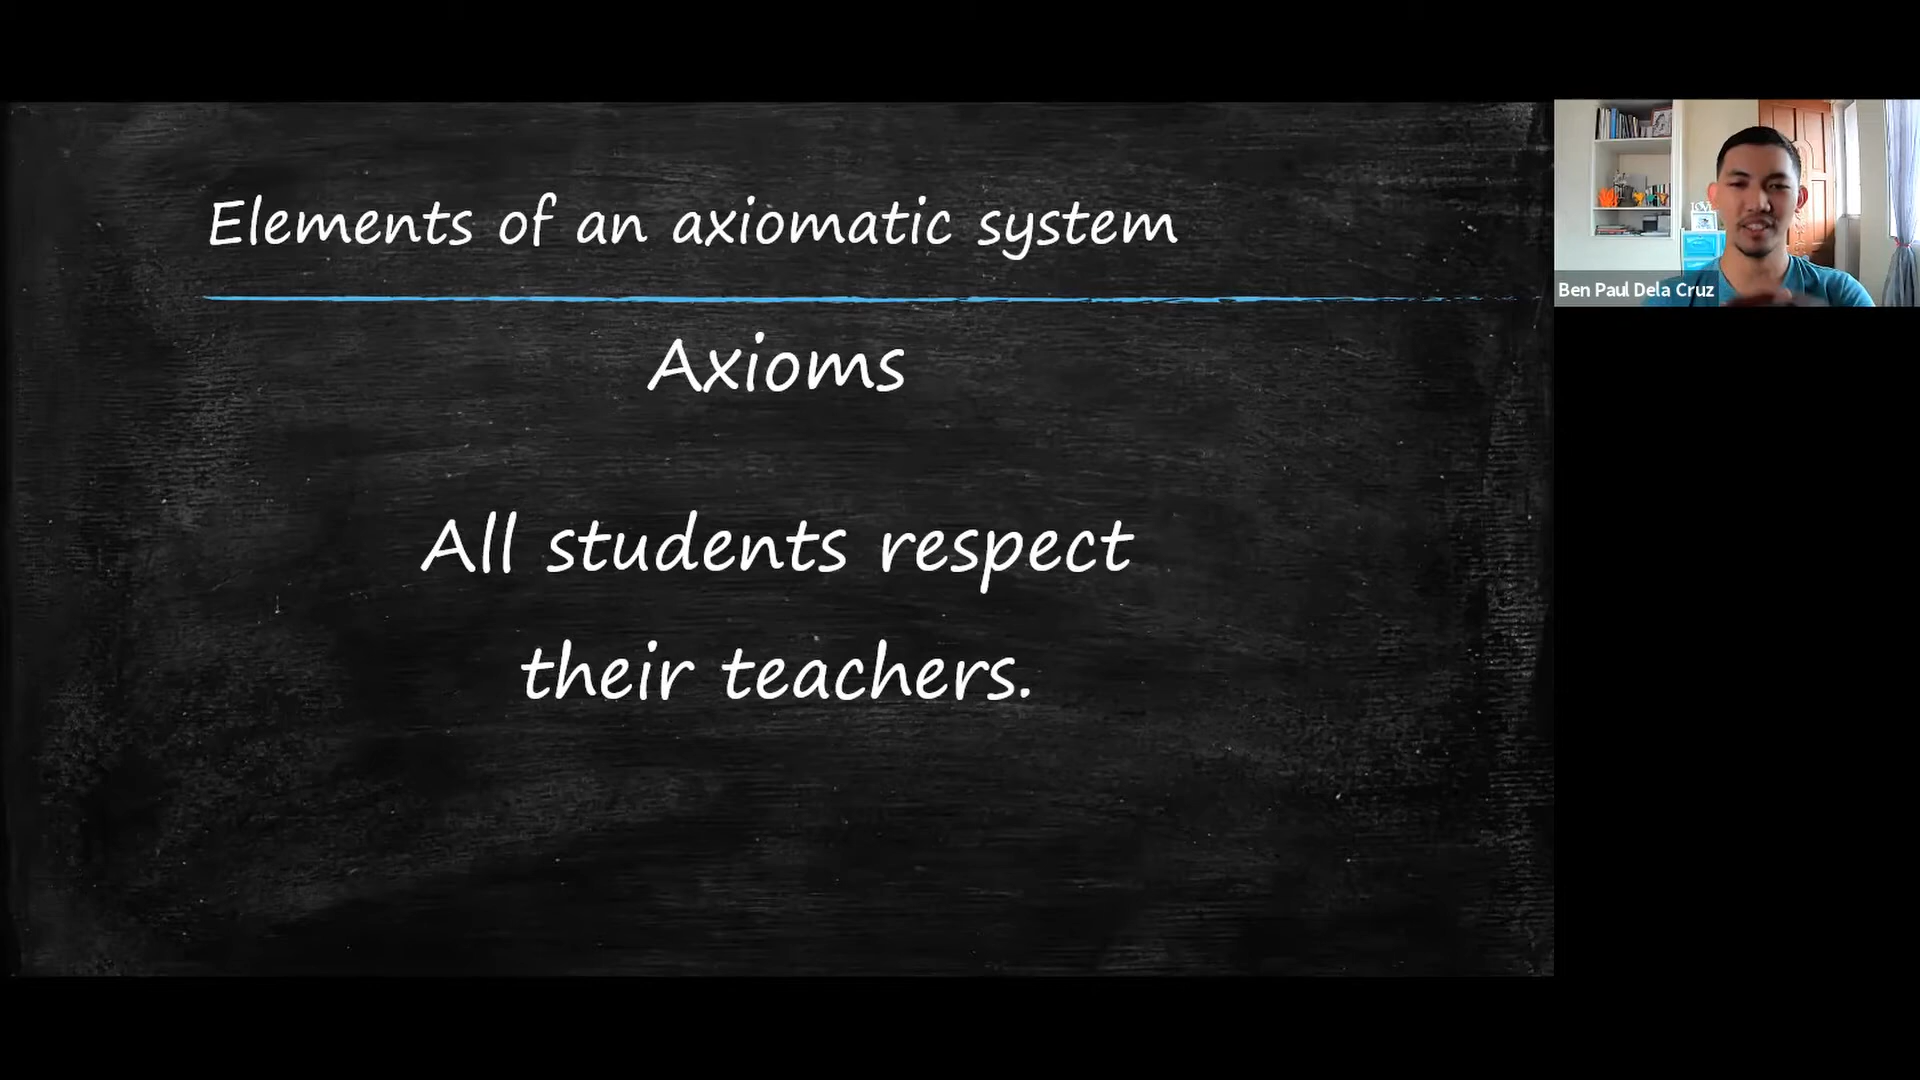 Elements of an axiomatic system
Axioms
All students respect
their teachers.
Ben Paul Dela Cruz